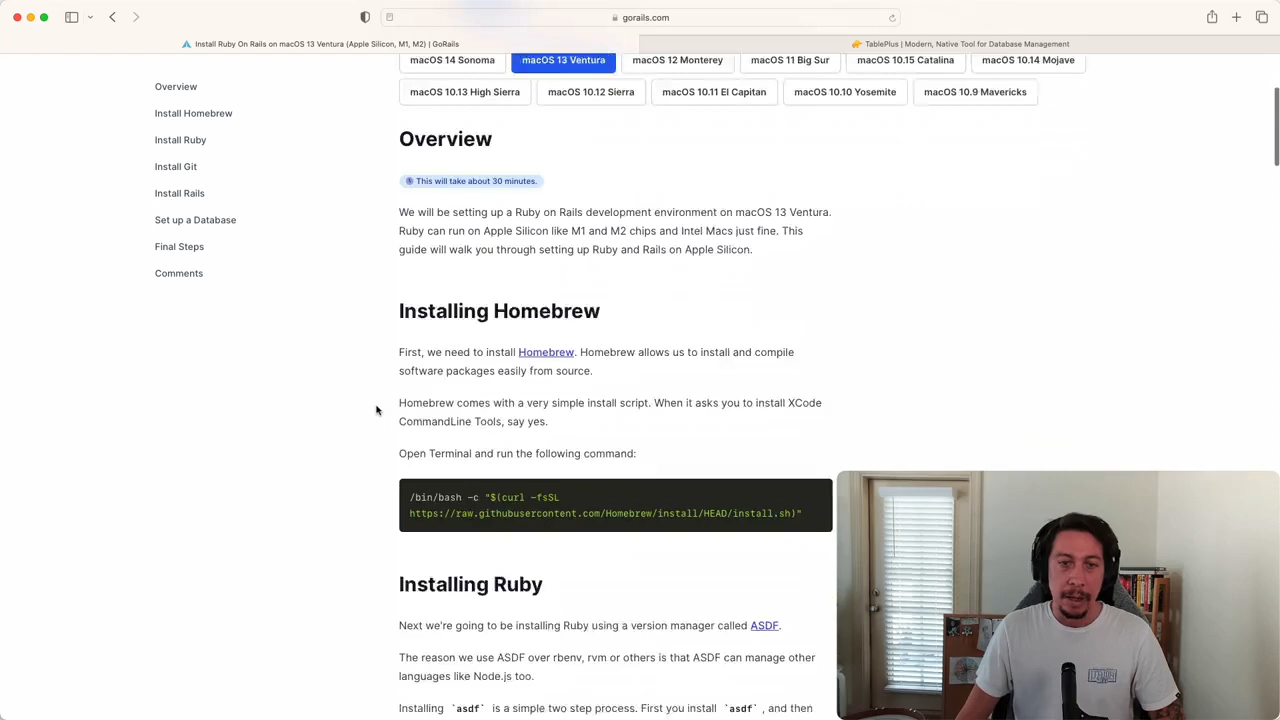 gorails.com
Install Ruby On Rails on macOS 13 Ventura (Apple Silicon, M1, M2) | GoRails
TablePlus | Modern, Native Tool for Database Management
macOS 14 Sonoma
macOS 13 Ventura
macOS 12 Monterey
macOS 11 Big Sur
macOS 10.15 Catalina
macOS 10.14 Mojave
macOS 10.13 High Sierra
macOS 10.12 Sierra
macOS 10.11 El Capitan
macOS 10.10 Yosemite
macOS 10.9 Mavericks
Overview
Install Homebrew
Install Ruby
Install Git
Install Rails
Set up a Database
Final Steps
Comments
Overview
This will take about 30 minutes.
We will be setting up a Ruby on Rails development environment on macOS 13 Ventura.
Ruby can run on Apple Silicon like M1 and M2 chips and Intel Macs just fine. This
guide will walk you through setting up Ruby and Rails on Apple Silicon.
Installing Homebrew
First, we need to install Homebrew. Homebrew allows us to install and compile
software packages easily from source.
Homebrew comes with a very simple install script. When it asks you to install XCode
CommandLine Tools, say yes.
Open Terminal and run the following command:
/bin/bash -c "$(curl -fsSL
https://raw.githubusercontent.com/Homebrew/install/HEAD/install.sh)"
Installing Ruby
Next we're going to be installing Ruby using a version manager called ASDF.
The reason we use ASDF over rbenv, rvm or others is that ASDF can manage other
languages like Node.js too.
Installing `asdf` is a simple two step process. First you install `asdf`, and then